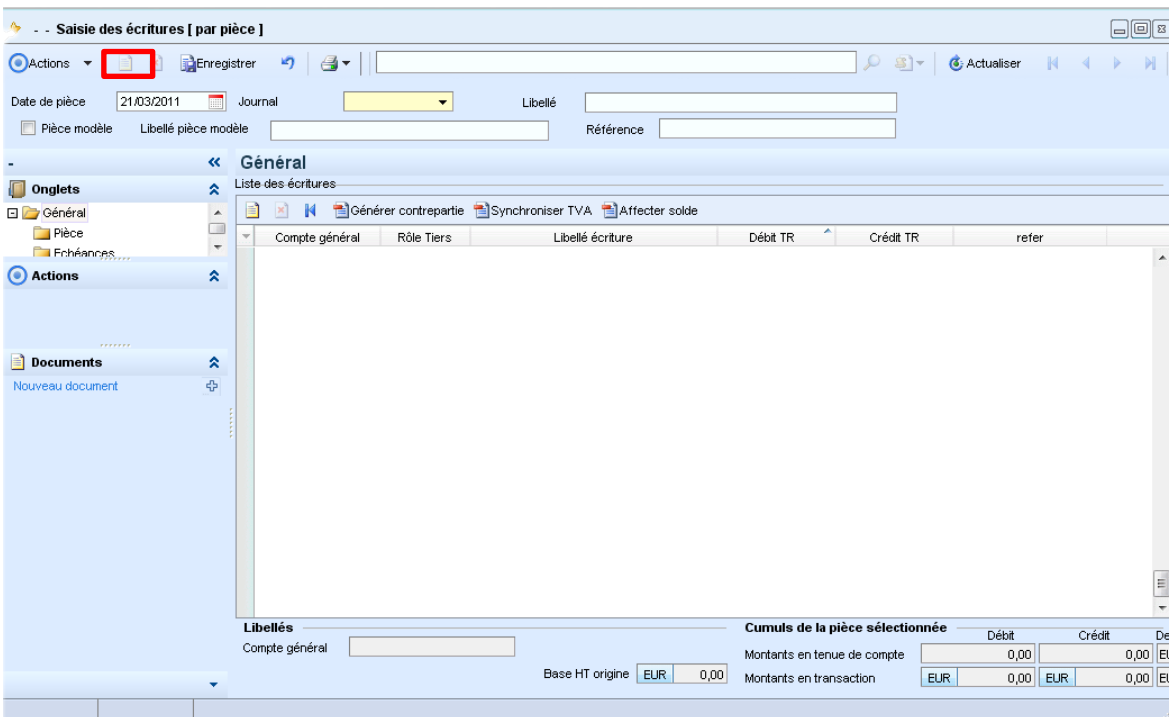 - - Saisie des écritures [ par pièce ]
Actions Enregistrer Actualiser
Date de pièce 21/03/2011 Journal Libellé
Pièce modèle Libellé pièce modèle Référence
- Général
Onglets Liste des écritures
Général Générer contrepartie Synchroniser TVA Affecter solde
Pièce Compte général Rôle Tiers Libellé écriture Débit TR Crédit TR refer
Echéances
Actions
Documents
Nouveau document
Libellés Cumuls de la pièce sélectionnée Débit Crédit De
Compte général Montants en tenue de compte 0,00 0,00 EU
Base HT origine EUR 0,00 Montants en transaction EUR 0,00 EUR 0,00 EU